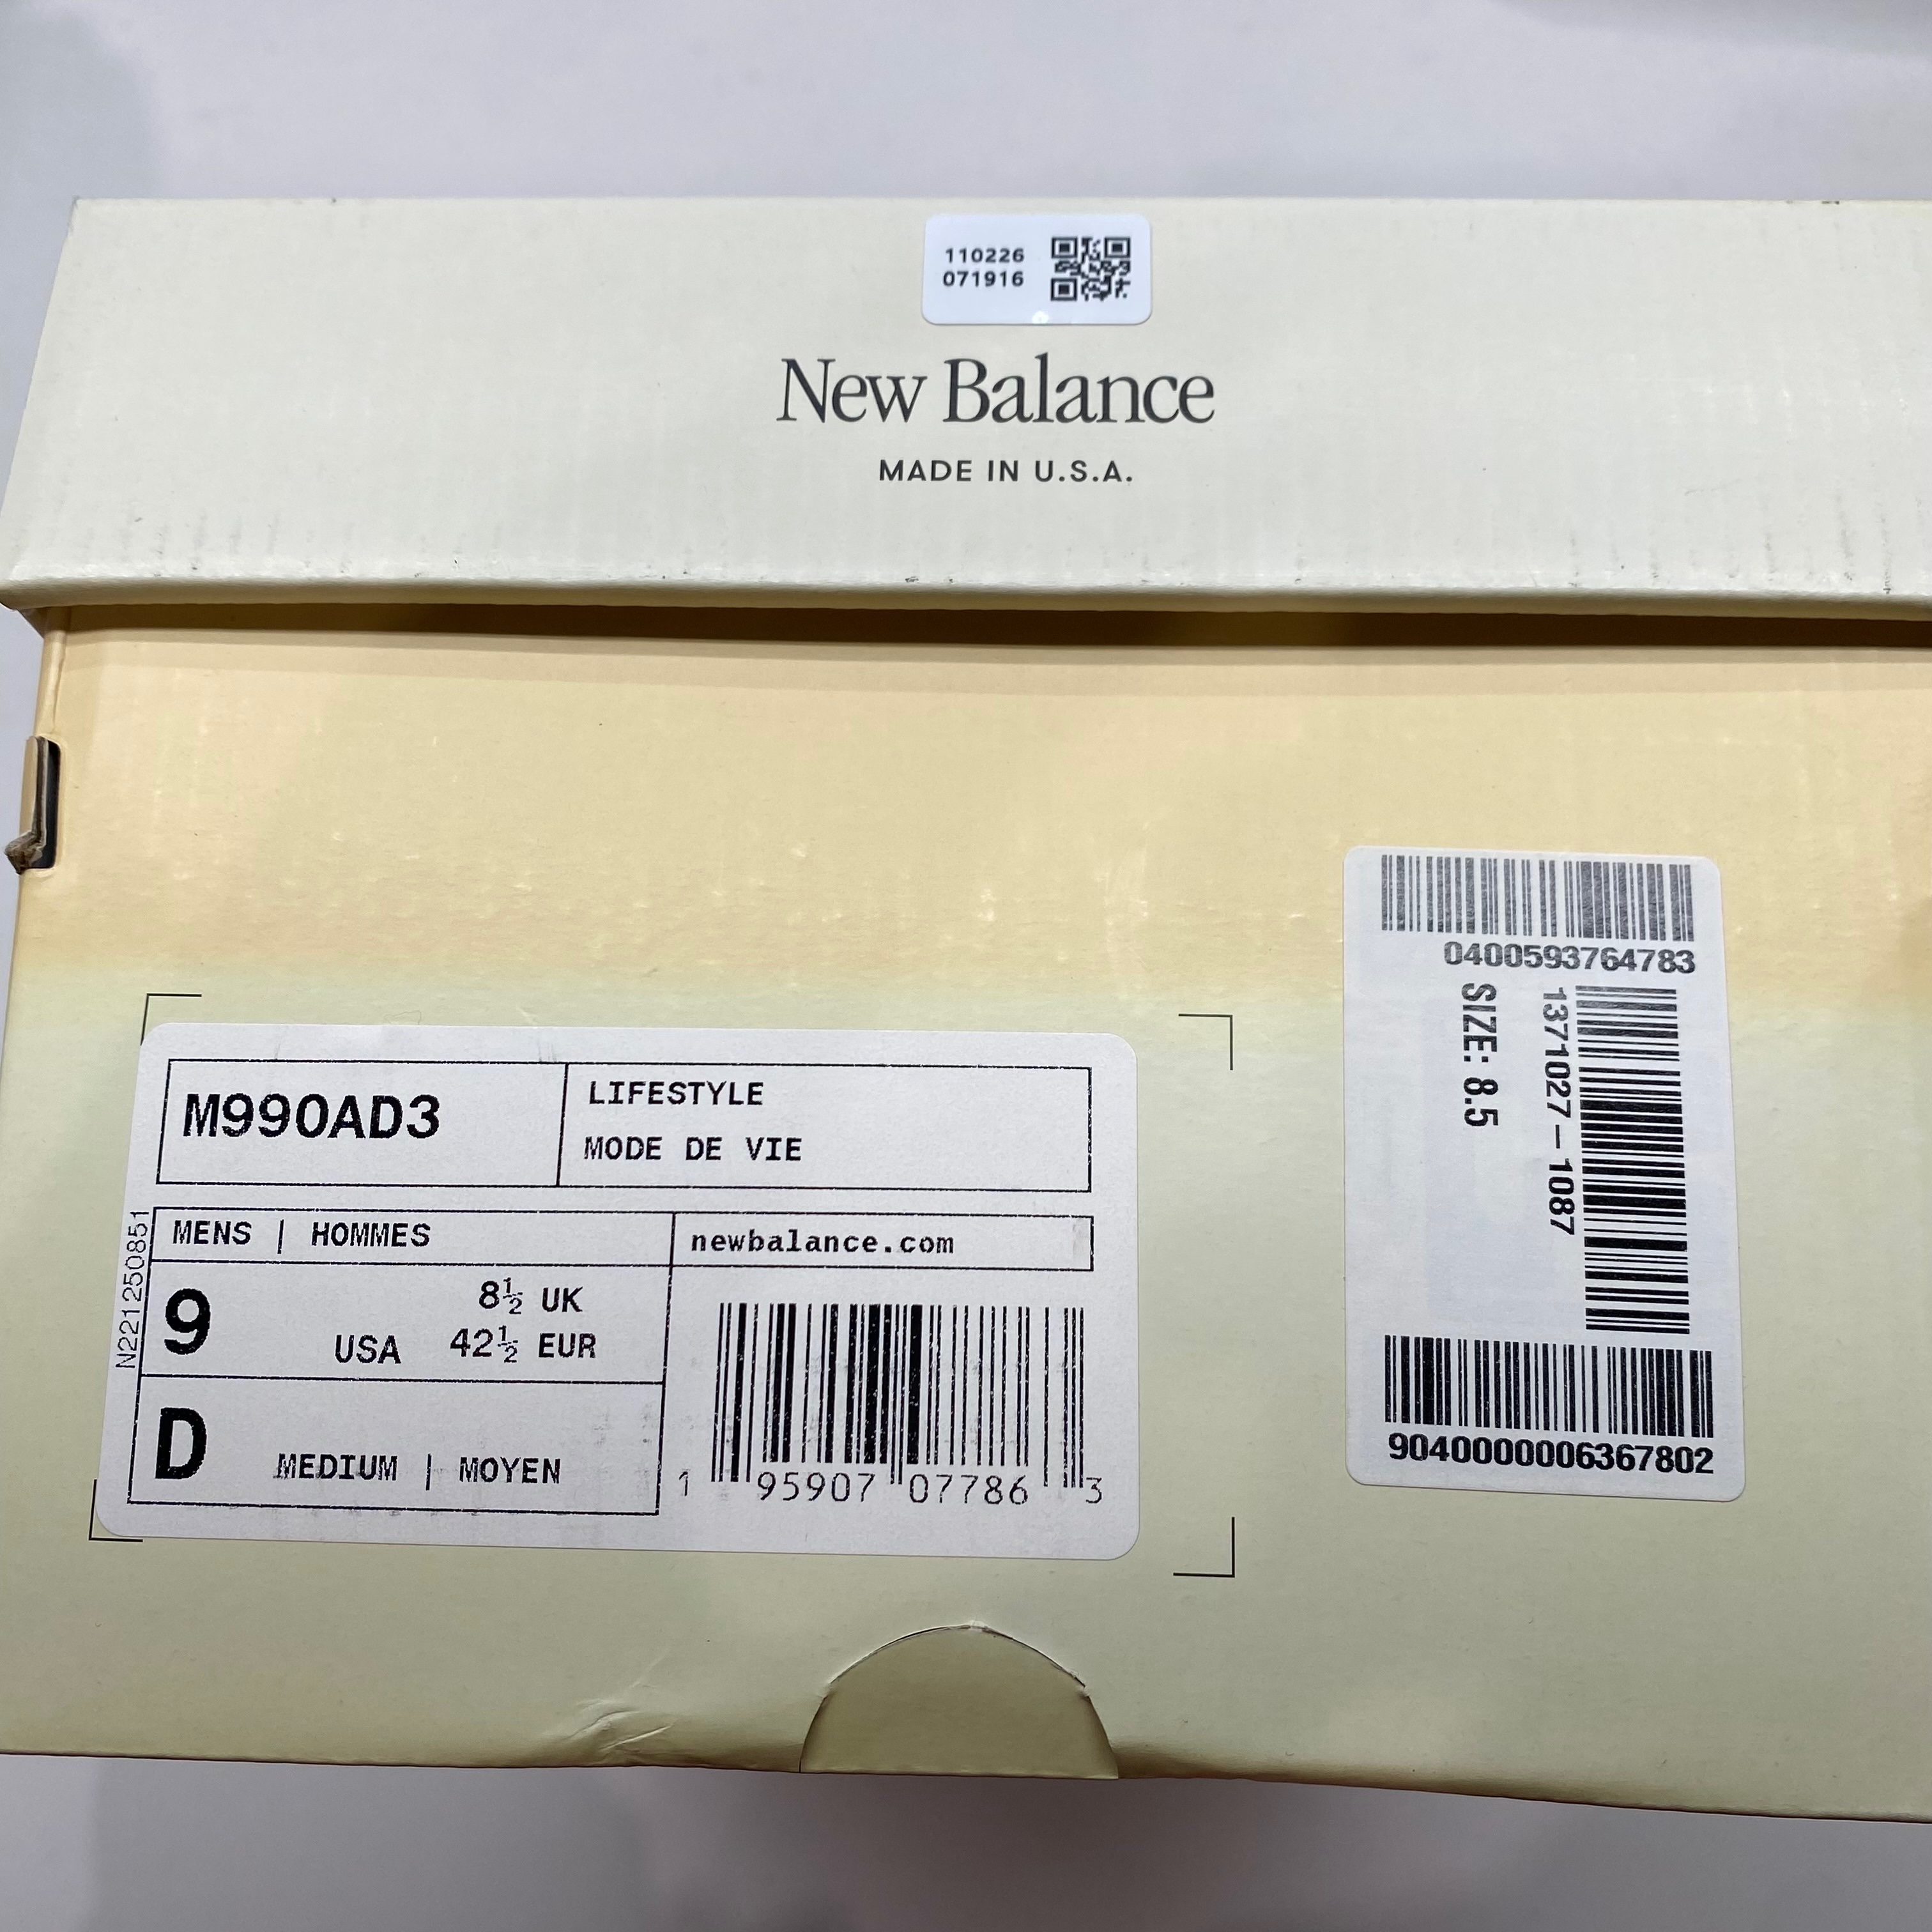 110226
071916
New Balance
MADE IN U.S.A.
M990AD3
LIFESTYLE
MODE DE VIE
MENS | HOMMES
newbalance.com
9
USA
8½ UK
42½ EUR
D
MEDIUM | MOYEN
N221250851
1 95907 07786 3
0400593764783
1371027-1087
SIZE: 8.5
9040000006367802